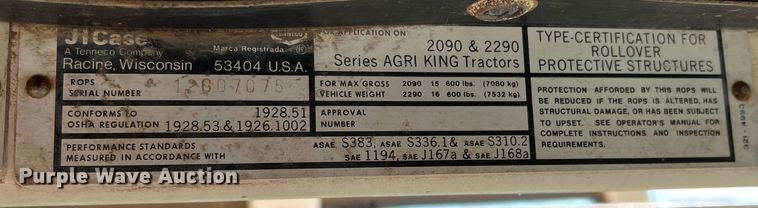 JI Case
A Tenneco Company
Marca Registrada
Racine, Wisconsin 53404 U.S.A.
ROPS
SERIAL NUMBER
CONFORMS TO 1928.51
OSHA REGULATION 1928.53 & 1926.1002
PERFORMANCE STANDARDS
MEASURED IN ACCORDANCE WITH
ASAE S383, ASAE S336.1 & ASAE S310.2
SAE 1194, SAE J167a & SAE J168a
FOR APPLICATION ON
2090 & 2290
Series AGRI KING Tractors
FOR MAX GROSS 2090 15 600 lbs. (7080 kg)
VEHICLE WEIGHT 2290 16 600 lbs. (7532 kg)
APPROVAL
NUMBER
TYPE-CERTIFICATION FOR
ROLLOVER
PROTECTIVE STRUCTURES
PROTECTION AFFORDED BY THIS ROPS WILL
BE REDUCED IF THE ROPS IS ALTERED, HAS
STRUCTURAL DAMAGE, OR HAS BEEN SUBJECT
TO UPSET. SEE OPERATOR'S MANUAL FOR
COMPLETE INSTRUCTIONS AND INSPECTION
REQUIREMENTS.
Purple Wave Auction